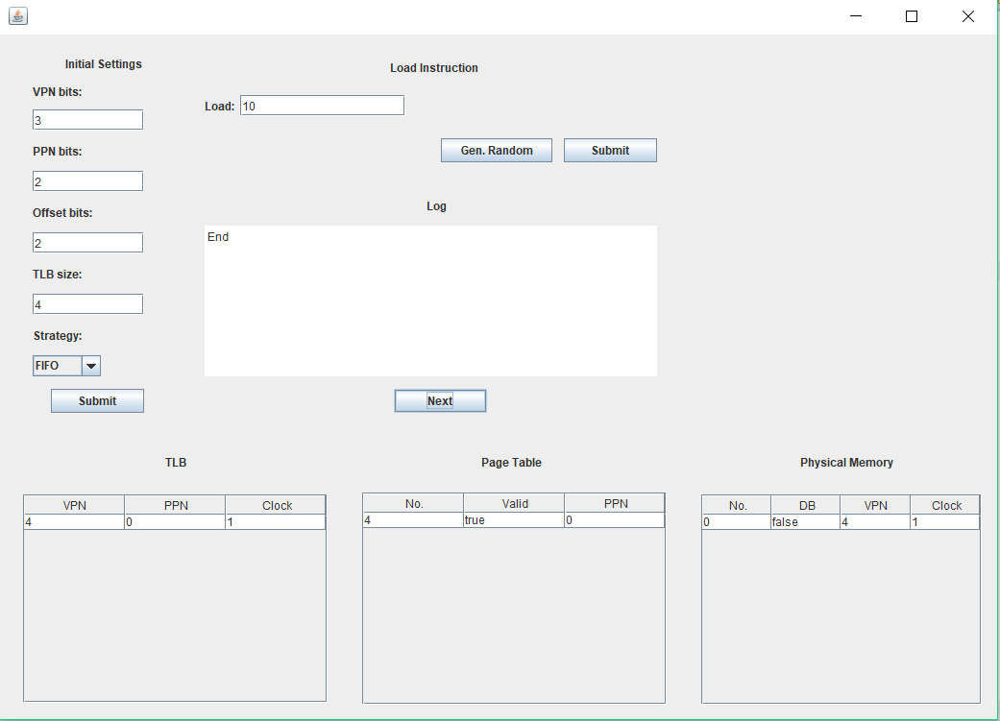 Initial Settings
Load Instruction
VPN bits:
3
Load: 10
PPN bits:
2
Gen. Random
Submit
Offset bits:
2
Log
End
TLB size:
4
Strategy:
FIFO
Submit
Next
TLB
VPN PPN Clock
4 0 1
Page Table
No. Valid PPN
4 true 0
Physical Memory
No. DB VPN Clock
0 false 4 1